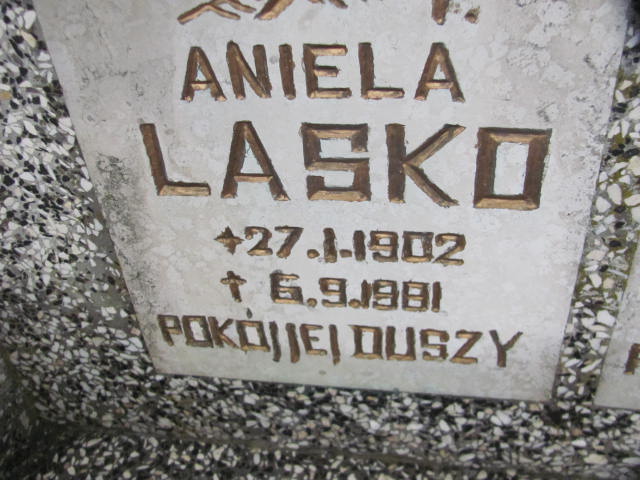 P.
ANIELA
LASKO
27.1.1902
† 6.9.1981
POKÓJ JEJ DUSZY